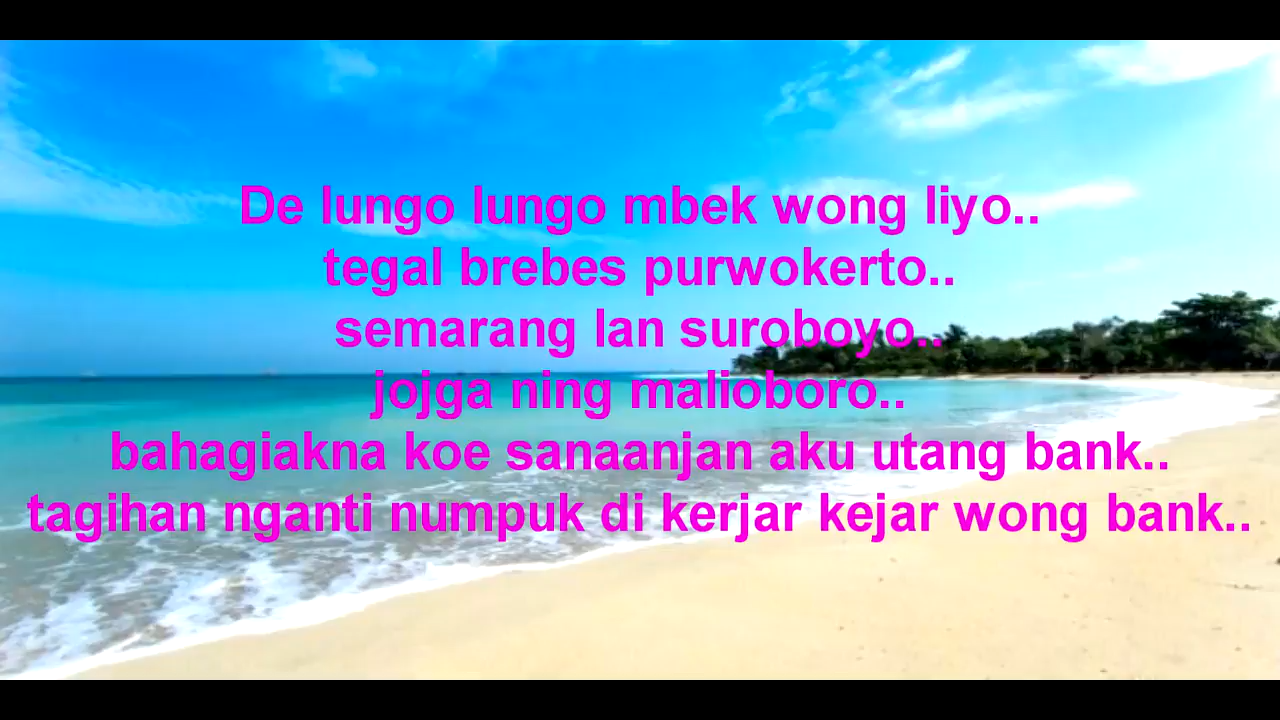 De lungo lungo mbek wong liyo..
tegal brebes purwokerto..
semarang lan suroboyo..
jojga ning malioboro..
bahagiakna koe sanaanjan aku utang bank..
tagihan nganti numpuk di kerjar kejar wong bank..